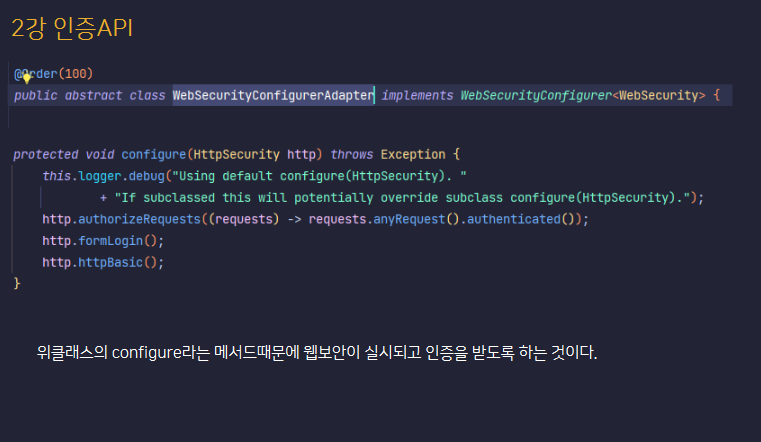 2강 인증API
@Order(100)
public abstract class WebSecurityConfigurerAdapter implements WebSecurityConfigurer<WebSecurity> {
protected void configure(HttpSecurity http) throws Exception {
this.logger.debug("Using default configure(HttpSecurity). "
+ "If subclassed this will potentially override subclass configure(HttpSecurity).");
http.authorizeRequests((requests) -> requests.anyRequest().authenticated());
http.formLogin();
http.httpBasic();
}
위클래스의 configure라는 메서드때문에 웹보안이 실시되고 인증을 받도록 하는 것이다.